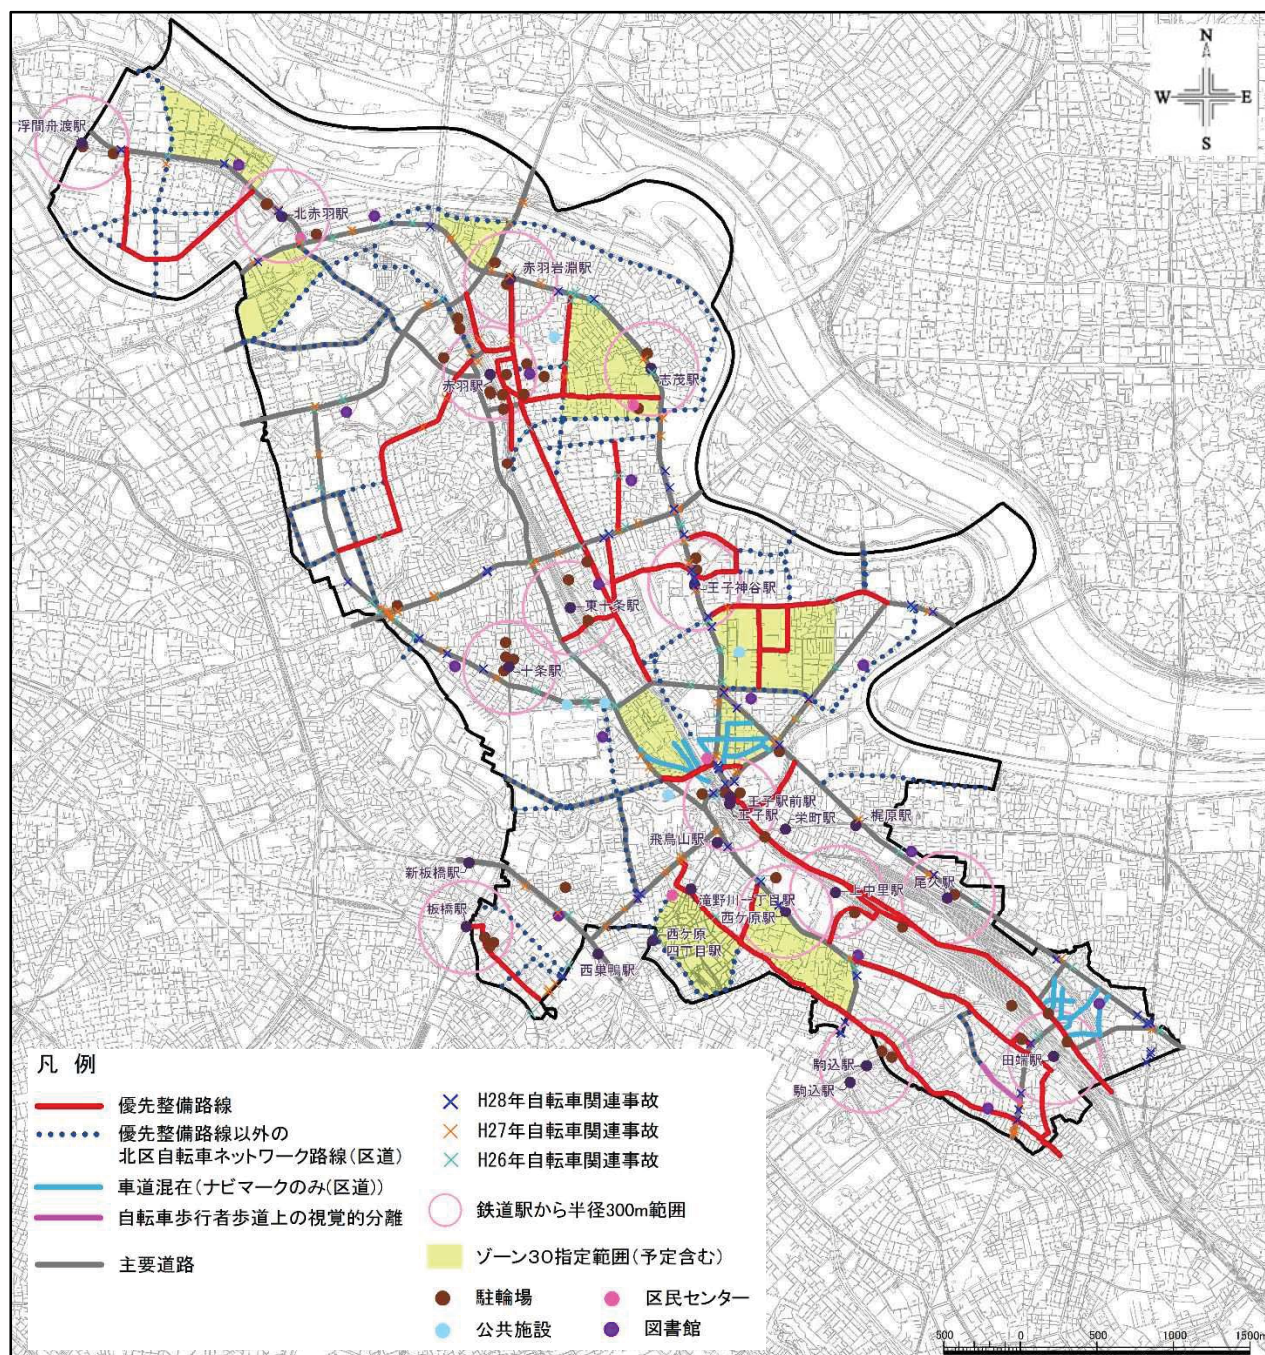 N
W
E
S
浮間舟渡駅
北赤羽駅
赤羽岩淵駅
赤羽駅
志茂駅
王子神谷駅
東十条駅
十条駅
王子駅前駅
王子駅
栄町駅
梶原駅
飛鳥山駅
新板橋駅
滝野川一丁目駅
上中里駅
尾久駅
板橋駅
西ケ原駅
西ケ原
四丁目駅
西巣鴨駅
田端駅
駒込駅
駒込駅
凡 例
優先整備路線
優先整備路線以外の
北区自転車ネットワーク路線(区道)
車道混在(ナビマークのみ(区道))
自転車歩行者歩道上の視覚的分離
主要道路
H28年自転車関連事故
H27年自転車関連事故
H26年自転車関連事故
鉄道駅から半径300m範囲
ゾーン30指定範囲(予定含む)
駐輪場
区民センター
公共施設
図書館
500 0 500 1000 1500m